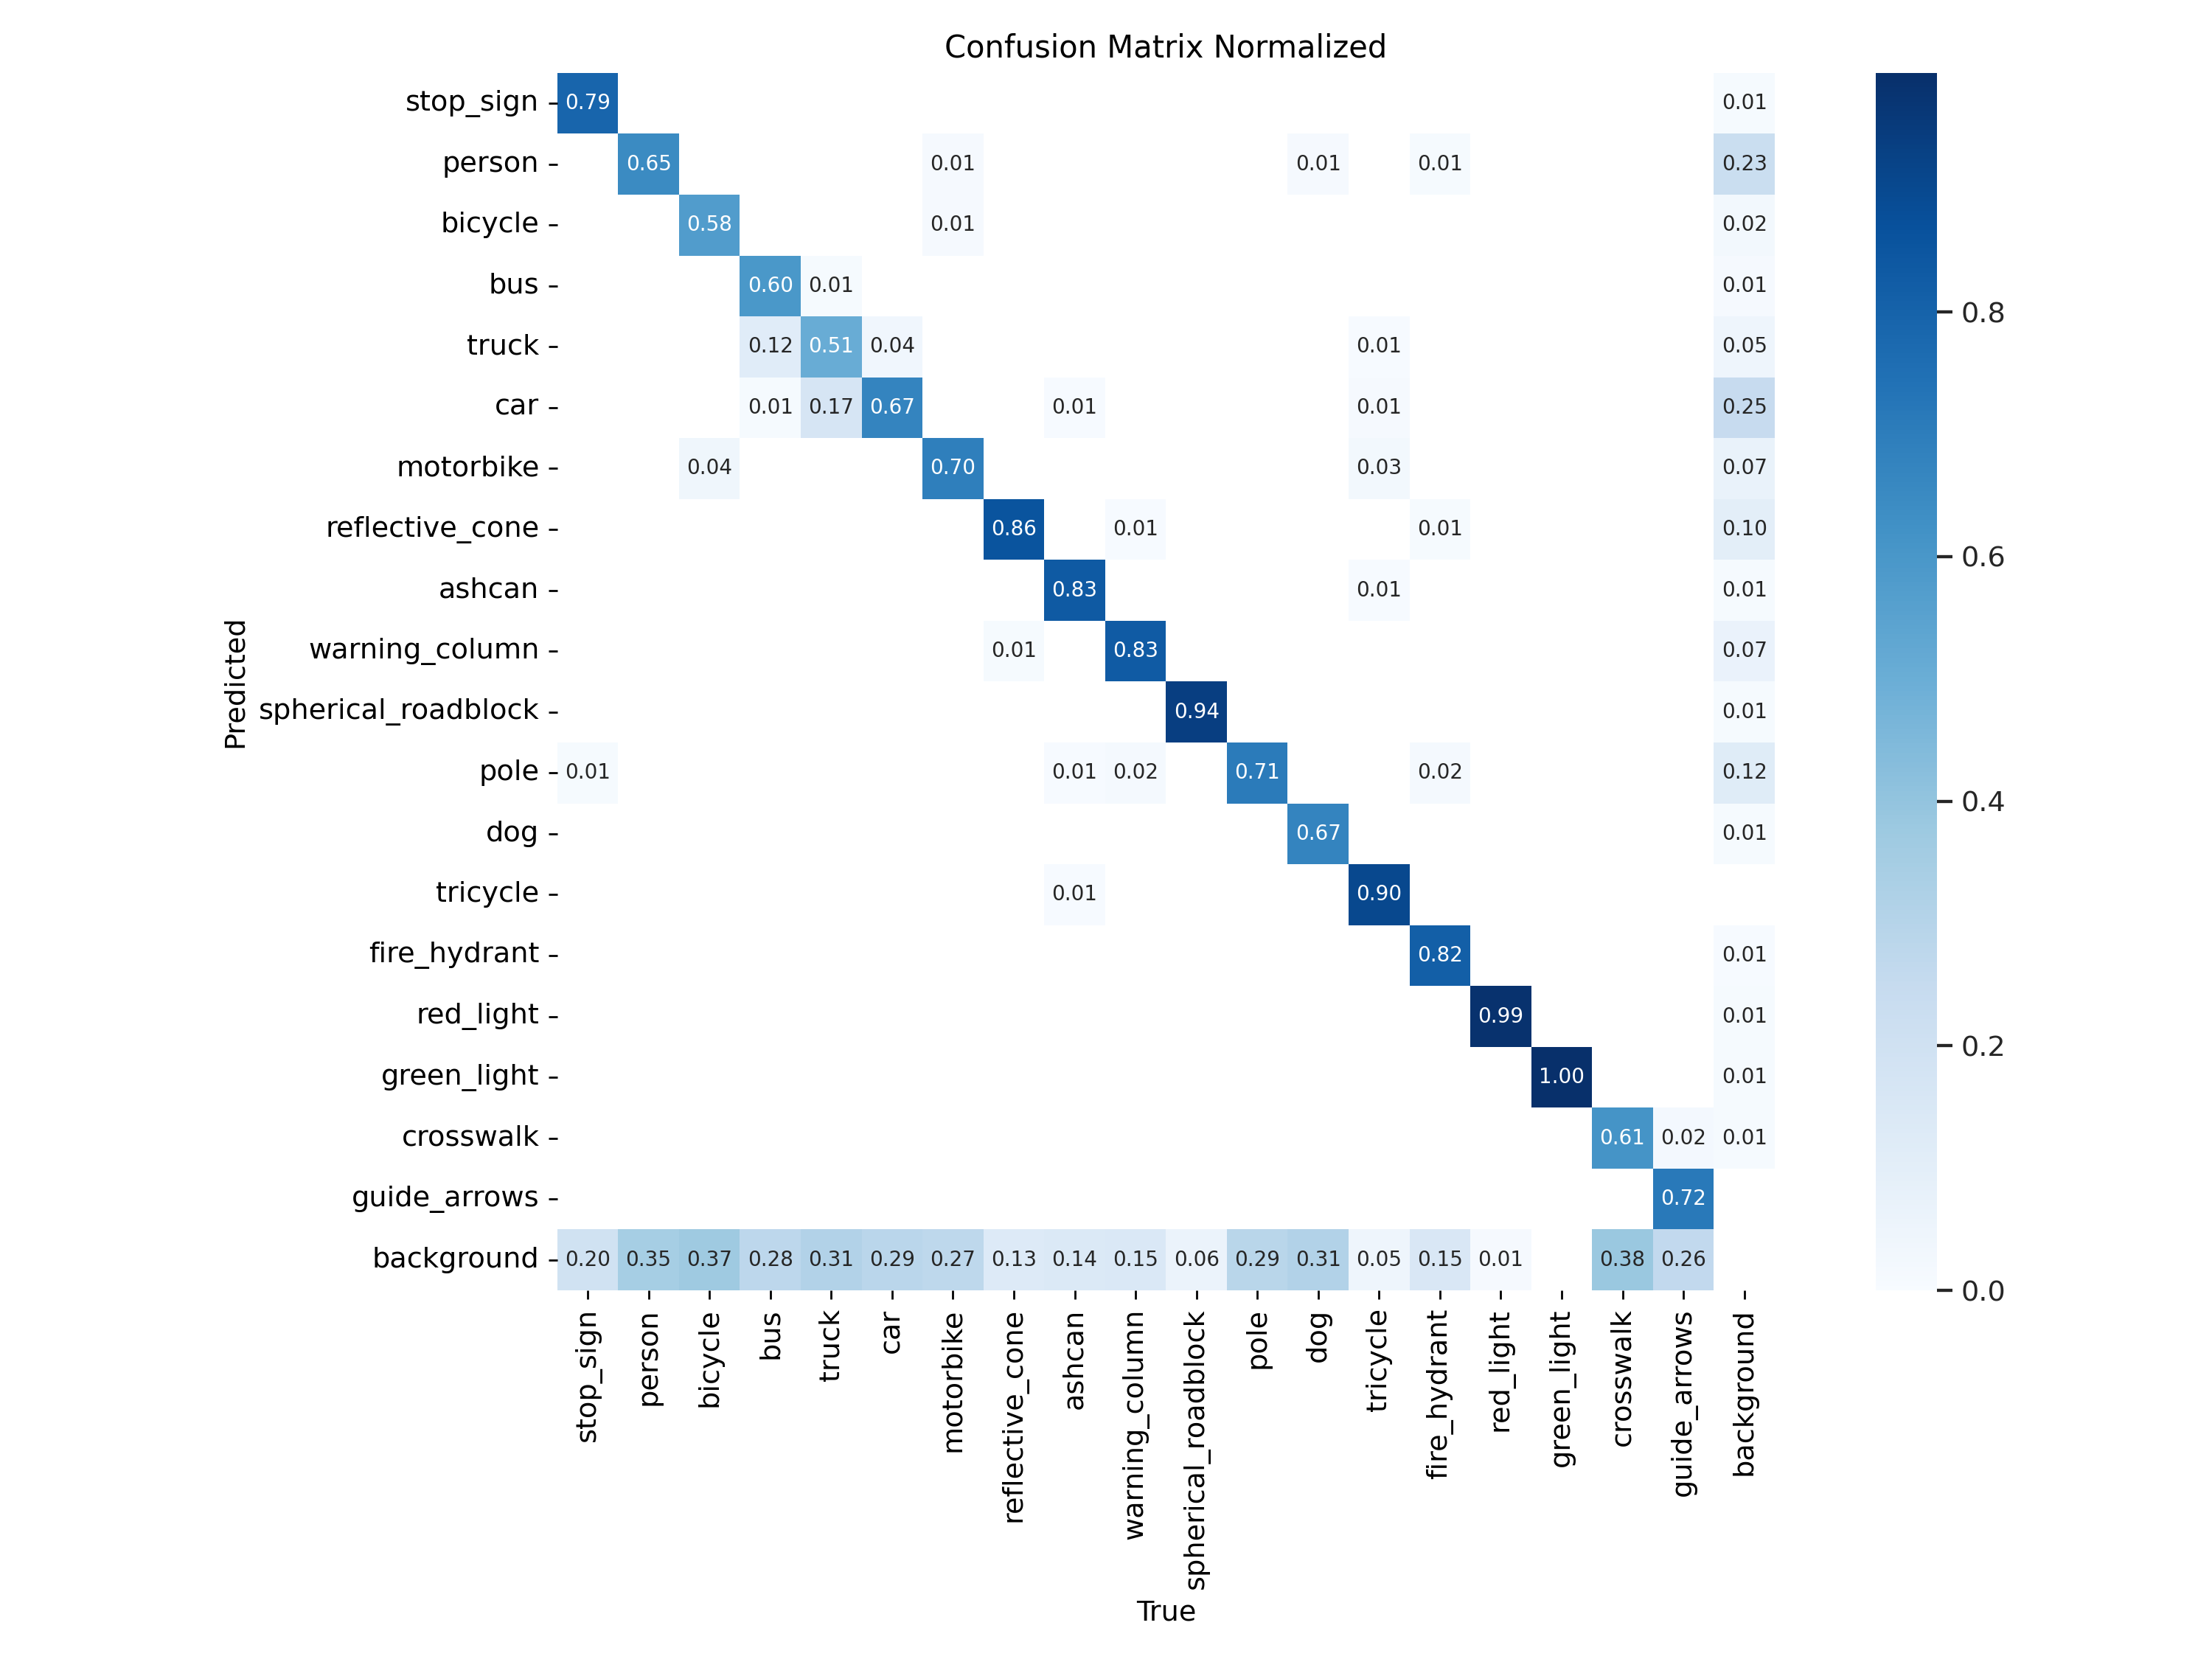 Confusion Matrix Normalized
stop_sign 0.79 0.01
person 0.65 0.01 0.01 0.01 0.23
bicycle 0.58 0.01 0.02
bus 0.60 0.01 0.01
truck 0.12 0.51 0.04 0.01 0.05
car 0.01 0.17 0.67 0.01 0.01 0.25
motorbike 0.04 0.70 0.03 0.07
reflective_cone 0.86 0.01 0.01 0.10
ashcan 0.83 0.01 0.01
warning_column 0.01 0.83 0.07
spherical_roadblock 0.94 0.01
pole 0.01 0.01 0.02 0.71 0.02 0.12
dog 0.67 0.01
tricycle 0.01 0.90
fire_hydrant 0.82 0.01
red_light 0.99 0.01
green_light 1.00 0.01
crosswalk 0.61 0.02 0.01
guide_arrows 0.72
background 0.20 0.35 0.37 0.28 0.31 0.29 0.27 0.13 0.14 0.15 0.06 0.29 0.31 0.05 0.15 0.01 0.38 0.26
Predicted
stop_sign
person
bicycle
bus
truck
car
motorbike
reflective_cone
ashcan
warning_column
spherical_roadblock
pole
dog
tricycle
fire_hydrant
red_light
green_light
crosswalk
guide_arrows
background
True
0.8
0.6
0.4
0.2
0.0